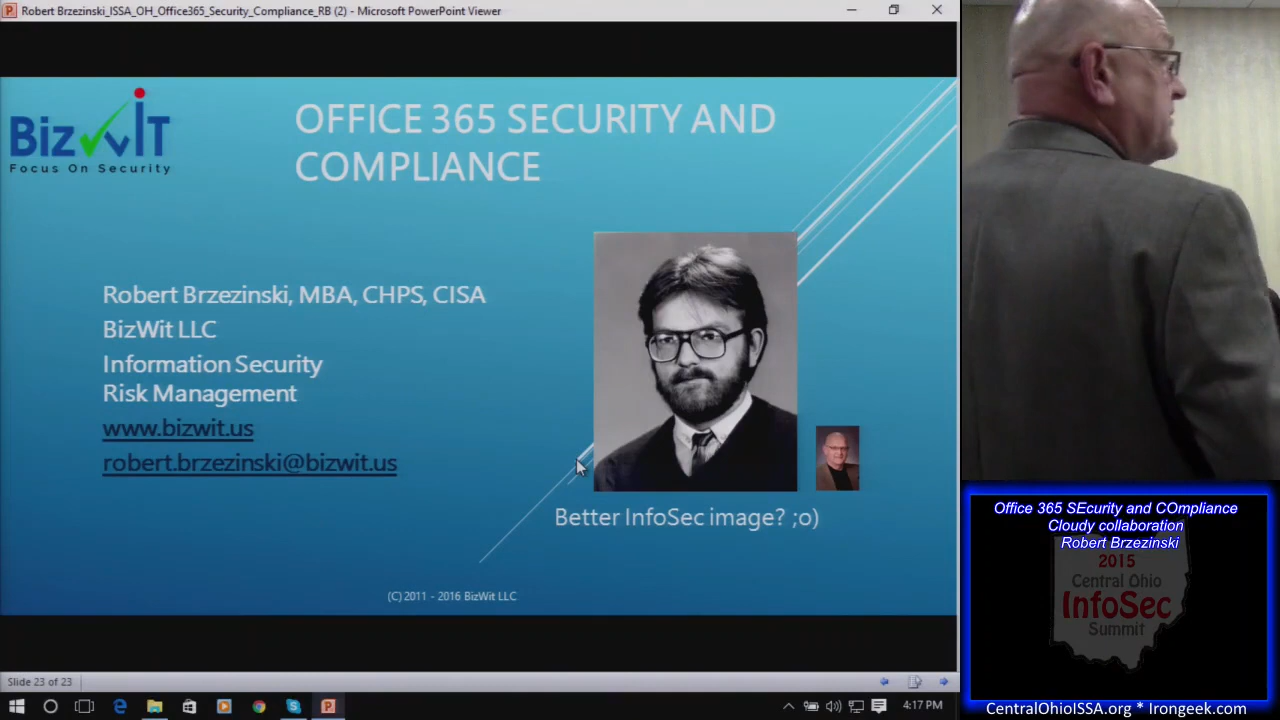 Robert Brzezinski_ISSA_OH_Office365_Security_Compliance_RB (2) - Microsoft PowerPoint Viewer
BizWIT
Focus On Security
OFFICE 365 SECURITY AND
COMPLIANCE
Robert Brzezinski, MBA, CHPS, CISA
BizWit LLC
Information Security
Risk Management
www.bizwit.us
robert.brzezinski@bizwit.us
Better InfoSec image? ;o)
(C) 2011 - 2016 BizWit LLC
Slide 23 of 23
4:17 PM
Office 365 SEcurity and COmpliance
Cloudy collaboration
Robert Brzezinski
2015
Central Ohio
InfoSec
Summit
CentralOhioISSA.org * Irongeek.com